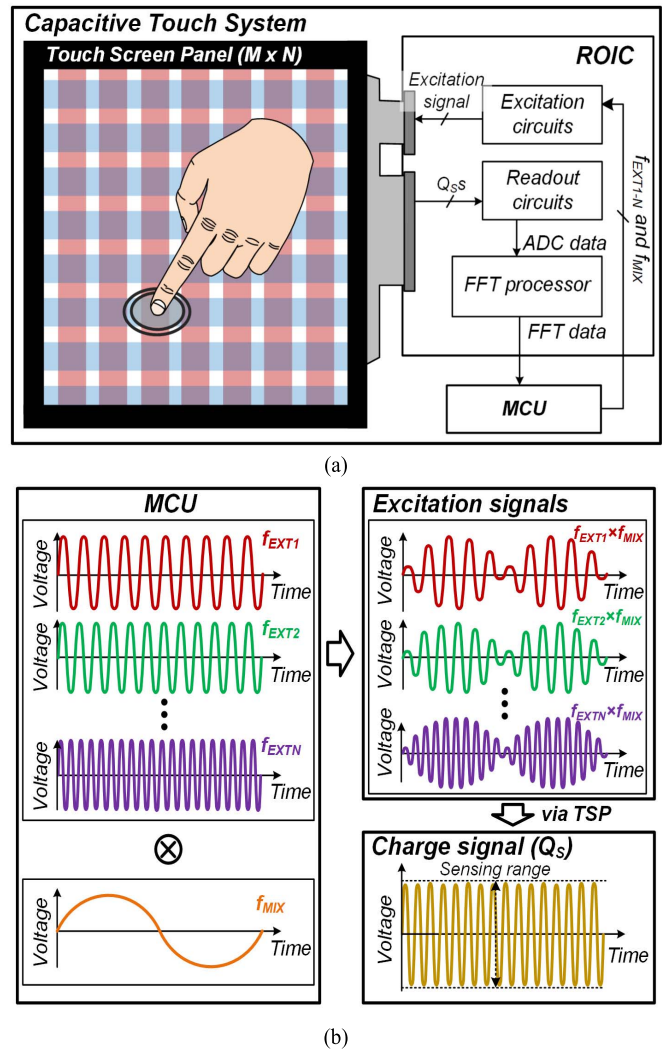 Capacitive Touch System
Touch Screen Panel (M x N)
ROIC
Excitation
signal
Excitation
circuits
QSs
Readout
circuits
ADC data
FFT processor
FFT data
MCU
fEXT1-N and fMIX
(a)
MCU
Voltage
fEXT1
Time
Voltage
fEXT2
Time
Voltage
fEXTN
Time
Voltage
fMIX
Time
Excitation signals
Voltage
fEXT1×fMIX
Time
Voltage
fEXT2×fMIX
Time
Voltage
fEXTN×fMIX
Time
via TSP
Charge signal (QS)
Sensing range
Voltage
Time
(b)